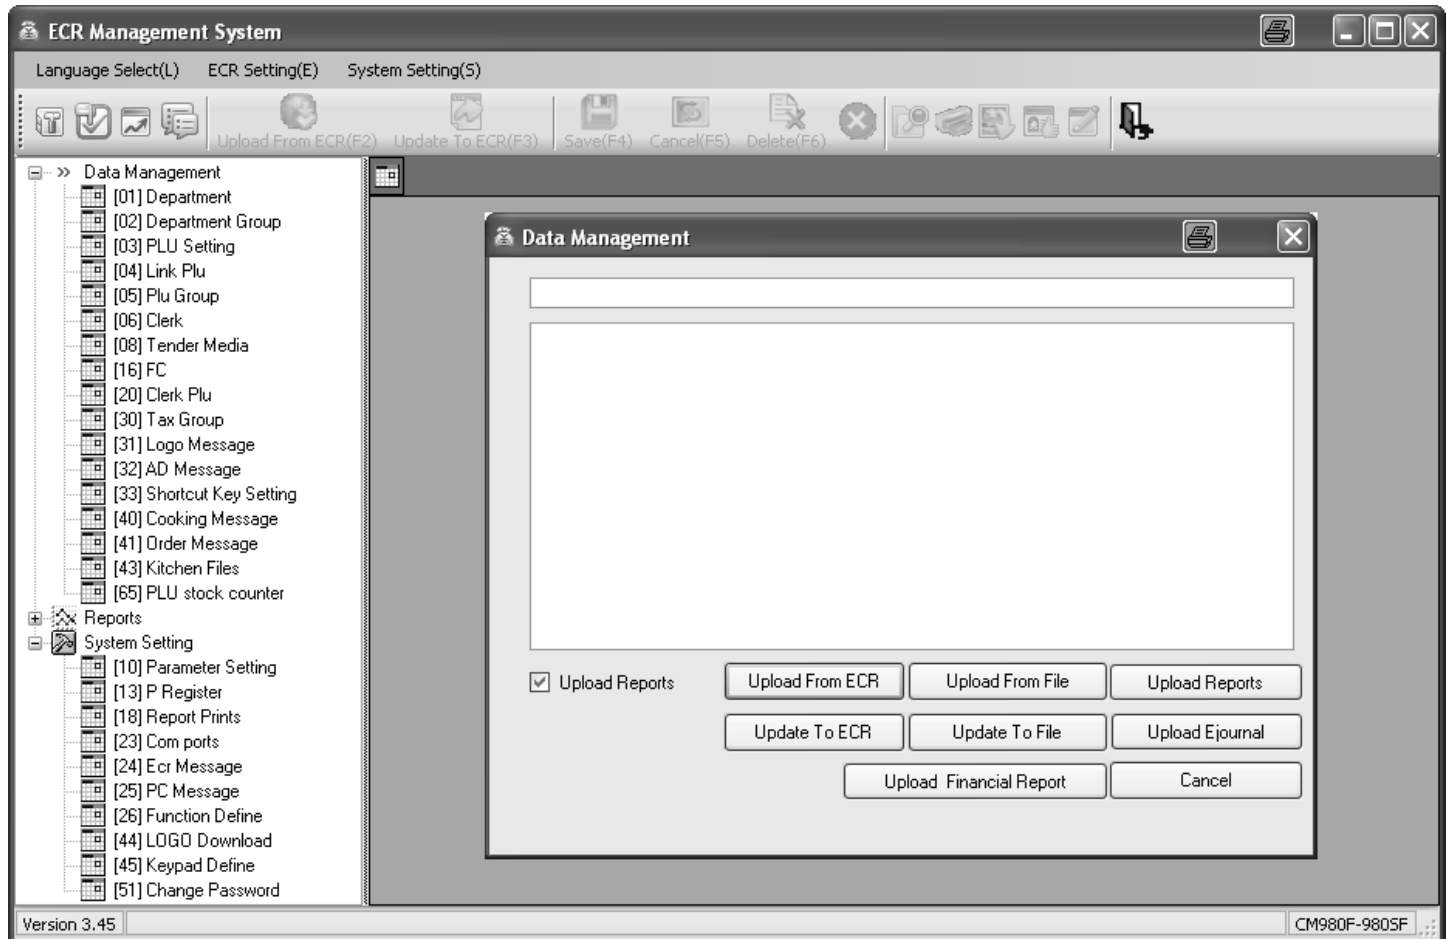 ECR Management System
Language Select(L) ECR Setting(E) System Setting(S)
Upload From ECR(F2) Update To ECR(F3) Save(F4) Cancel(F5) Delete(F6)
Data Management
[01] Department
[02] Department Group
[03] PLU Setting
[04] Link Plu
[05] Plu Group
[06] Clerk
[08] Tender Media
[16] FC
[20] Clerk Plu
[30] Tax Group
[31] Logo Message
[32] AD Message
[33] Shortcut Key Setting
[40] Cooking Message
[41] Order Message
[43] Kitchen Files
[65] PLU stock counter
Reports
System Setting
[10] Parameter Setting
[13] P Register
[18] Report Prints
[23] Com ports
[24] Ecr Message
[25] PC Message
[26] Function Define
[44] LOGO Download
[45] Keypad Define
[51] Change Password
Data Management
Upload Reports Upload From ECR Upload From File Upload Reports
Update To ECR Update To File Upload Ejournal
Upload Financial Report Cancel
Version 3.45 CM980F-980SF